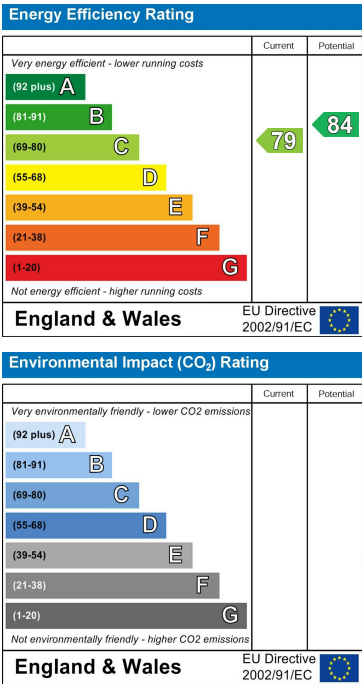 Energy Efficiency Rating
Current Potential
Very energy efficient - lower running costs
(92 plus) A
(81-91) B
(69-80) C
(55-68) D
(39-54) E
(21-38) F
(1-20) G
79 84
Not energy efficient - higher running costs
England & Wales
EU Directive
2002/91/EC
Environmental Impact (CO₂) Rating
Current Potential
Very environmentally friendly - lower CO2 emissions
(92 plus) A
(81-91) B
(69-80) C
(55-68) D
(39-54) E
(21-38) F
(1-20) G
Not environmentally friendly - higher CO2 emissions
England & Wales
EU Directive
2002/91/EC